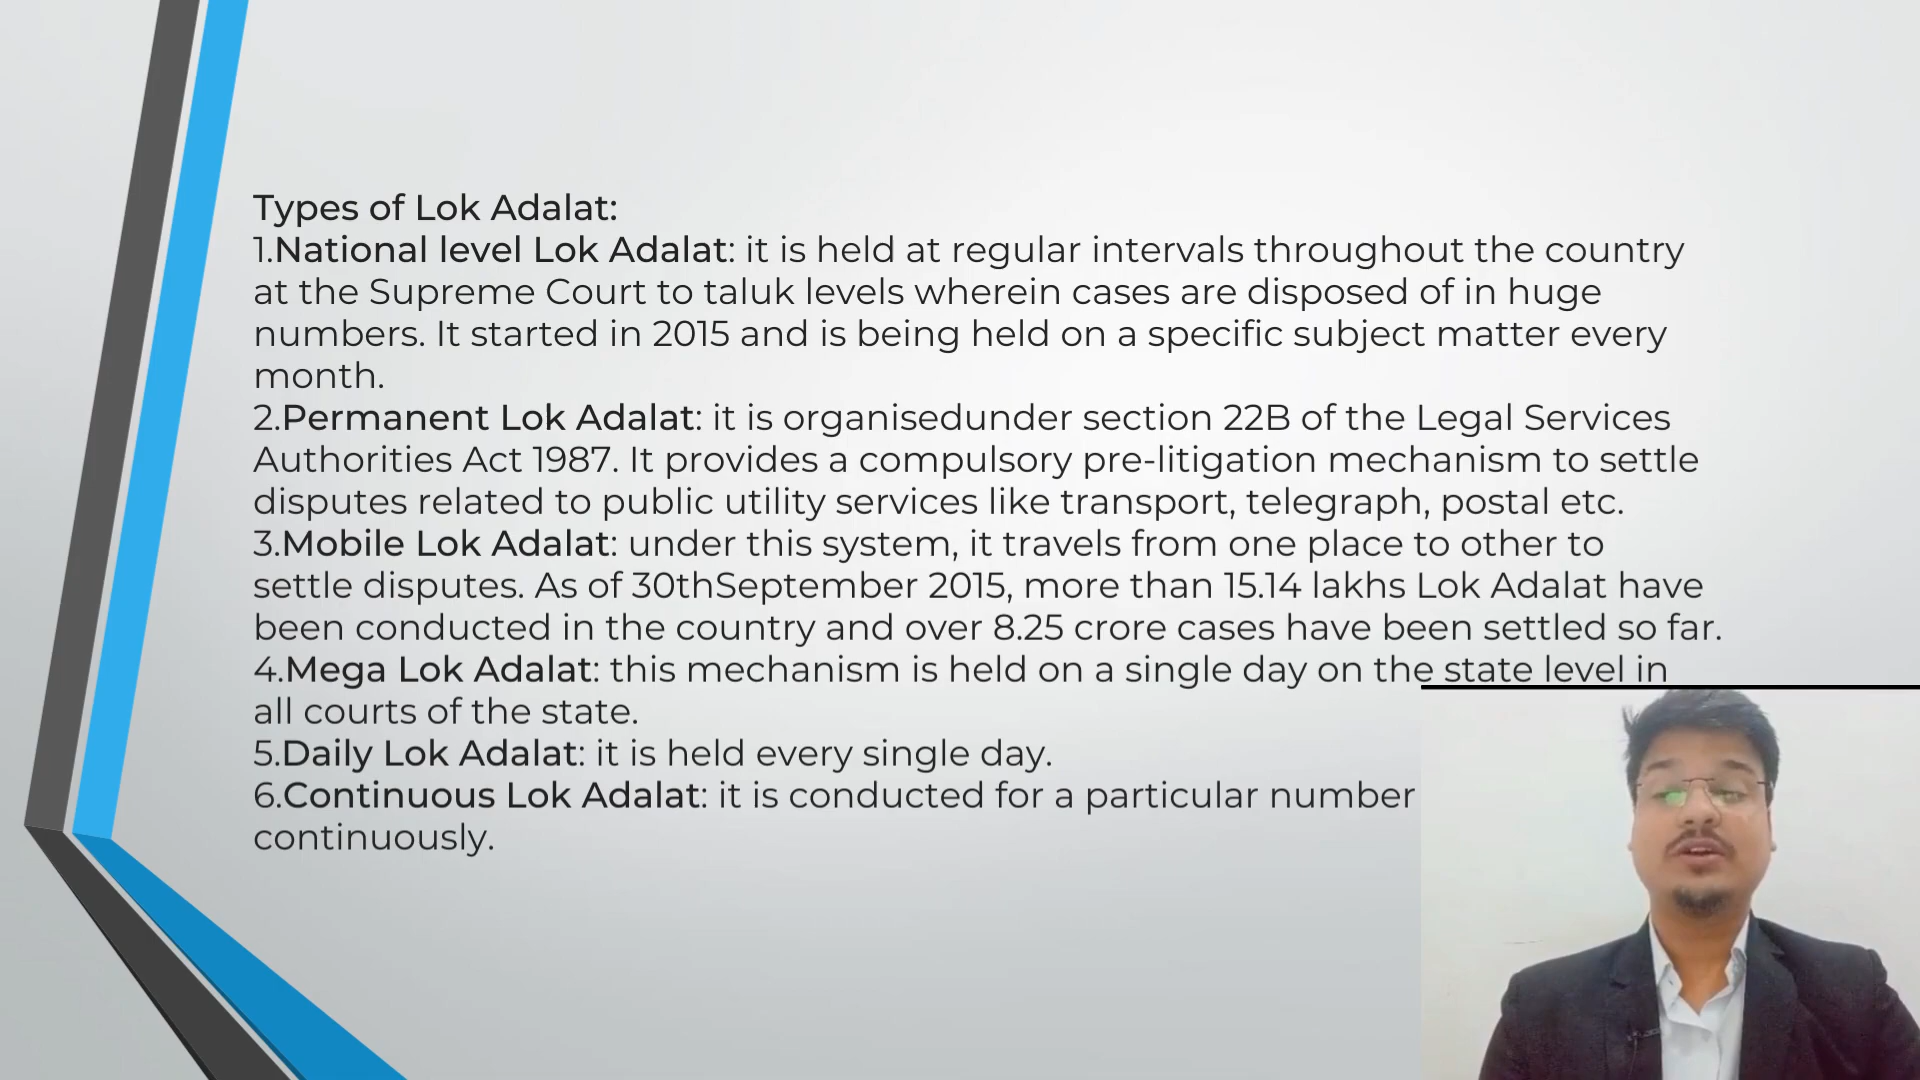 Types of Lok Adalat:
1.National level Lok Adalat: it is held at regular intervals throughout the country
at the Supreme Court to taluk levels wherein cases are disposed of in huge
numbers. It started in 2015 and is being held on a specific subject matter every
month.
2.Permanent Lok Adalat: it is organisedunder section 22B of the Legal Services
Authorities Act 1987. It provides a compulsory pre-litigation mechanism to settle
disputes related to public utility services like transport, telegraph, postal etc.
3.Mobile Lok Adalat: under this system, it travels from one place to other to
settle disputes. As of 30thSeptember 2015, more than 15.14 lakhs Lok Adalat have
been conducted in the country and over 8.25 crore cases have been settled so far.
4.Mega Lok Adalat: this mechanism is held on a single day on the state level in
all courts of the state.
5.Daily Lok Adalat: it is held every single day.
6.Continuous Lok Adalat: it is conducted for a particular number
continuously.